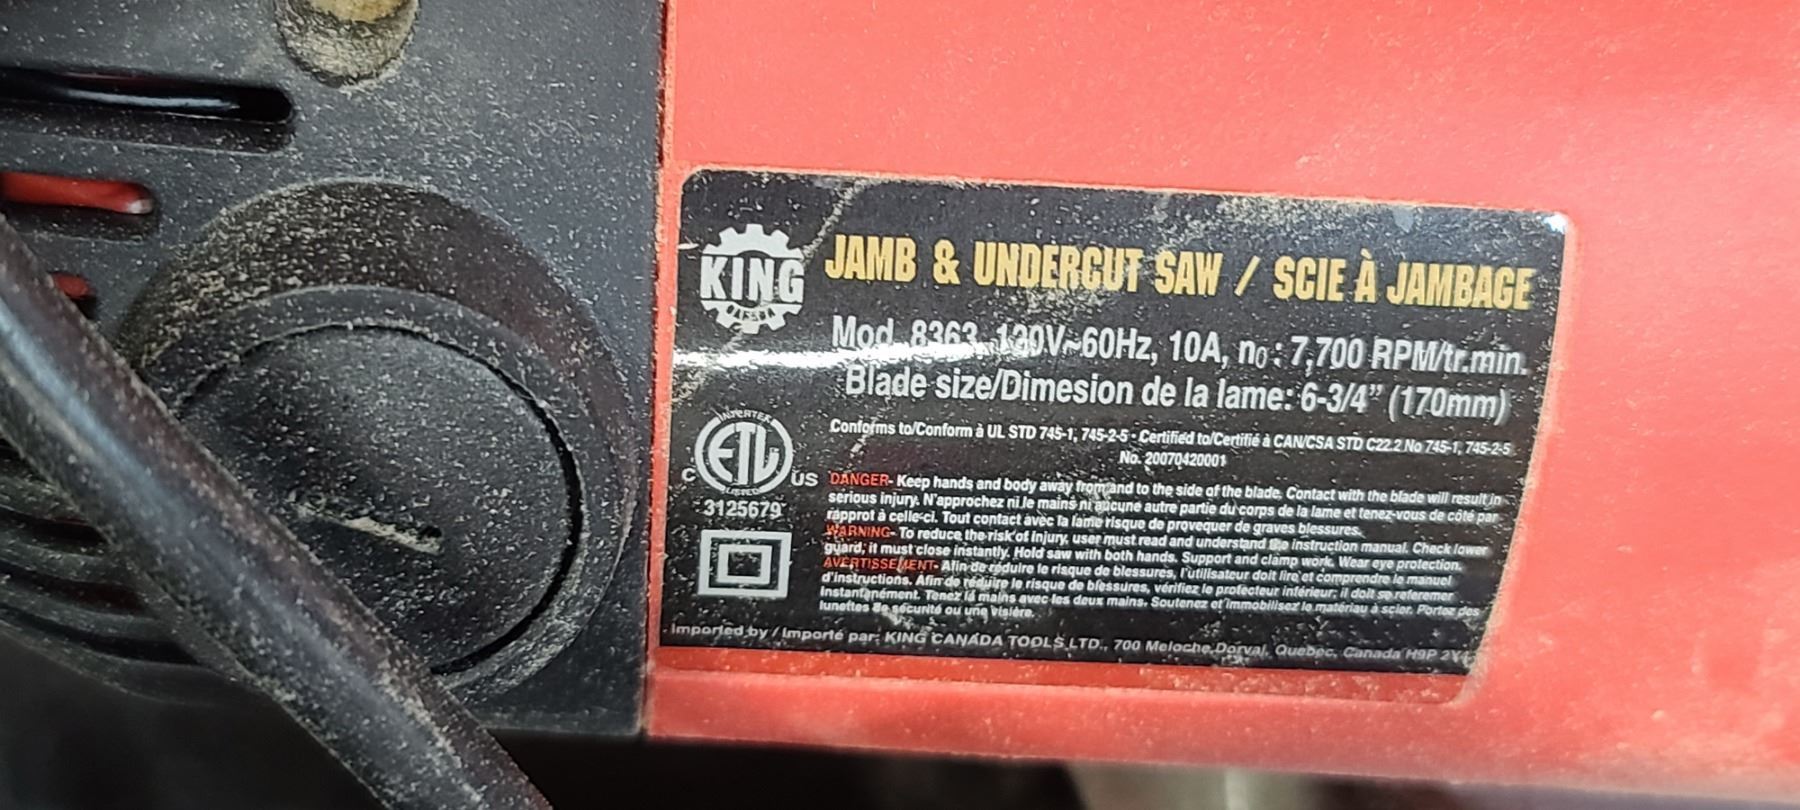 KING
CANADA
JAMB & UNDERCUT SAW / SCIE À JAMBAGE
Mod. 8363, 120V~60Hz, 10A, n0 : 7,700 RPM/tr.min.
Blade size/Dimesion de la lame: 6-3/4” (170mm)
Conforms to/Conform à UL STD 745-1, 745-2-5 · Certified to/Certifié à CAN/CSA STD C22.2 No 745-1, 745-2-5
No. 20070420001
INTERTEK
ETL
LISTED
C US
3125679
DANGER- Keep hands and body away from and to the side of the blade. Contact with the blade will result in
serious injury. N'approchez ni le mains ni aucune autre partie du corps de la lame et tenez-vous de côté par
rapprot à celle-ci. Tout contact avec la lame risque de provequer de graves blessures.
WARNING- To reduce the risk of injury, user must read and understand the instruction manual. Check lower
guard, it must close instantly. Hold saw with both hands. Support and clamp work. Wear eye protection.
AVERTISSEMENT- Afin de réduire le risque de blessures, l'utilisateur doit lire et comprendre le manuel
d'instructions. Afin de réduire le risque de blessures, vérifiez le protecteur inférieur; il doit se referemer
instantanément. Tenez la mains avec les deux mains. Soutenez et immobilisez le matériau à scier. Portez des
lunettes de sécurité ou une visière.
Imported by / Importé par: KING CANADA TOOLS LTD., 700 Meloche, Dorval, Quebec, Canada H9P